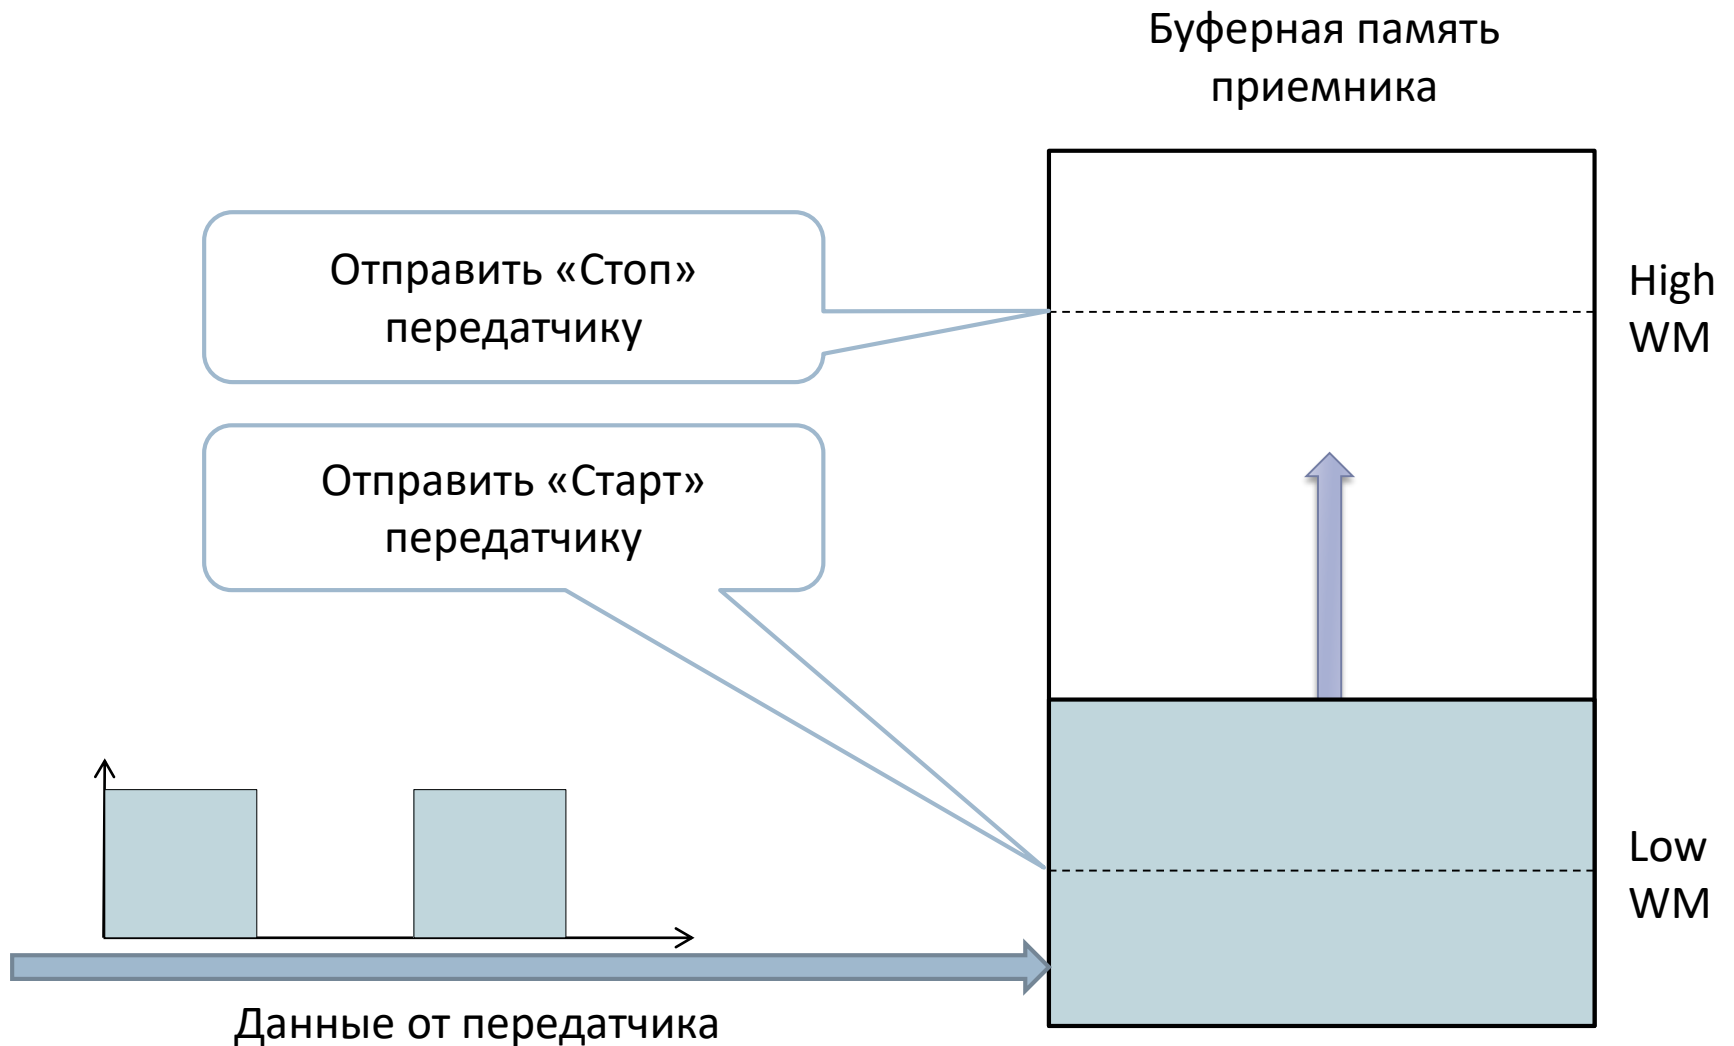 Буферная память
приемника
Отправить «Стоп»
передатчику
High
WM
Отправить «Старт»
передатчику
Low
WM
Данные от передатчика